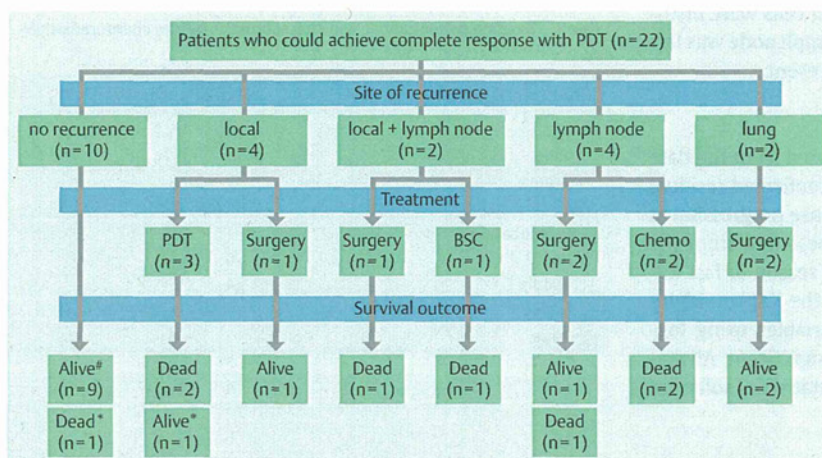 Patients who could achieve complete response with PDT (n=22)
Site of recurrence
no recurrence
(n=10)
local
(n=4)
local + lymph node
(n=2)
lymph node
(n=4)
lung
(n=2)
Treatment
PDT
(n=3)
Surgery
(n=1)
Surgery
(n=1)
BSC
(n=1)
Surgery
(n=2)
Chemo
(n=2)
Surgery
(n=2)
Survival outcome
Alive#
(n=9)
Dead
(n=2)
Alive
(n=1)
Dead
(n=1)
Dead
(n=1)
Alive
(n=1)
Dead
(n=2)
Alive
(n=2)
Dead*
(n=1)
Alive*
(n=1)
Dead
(n=1)